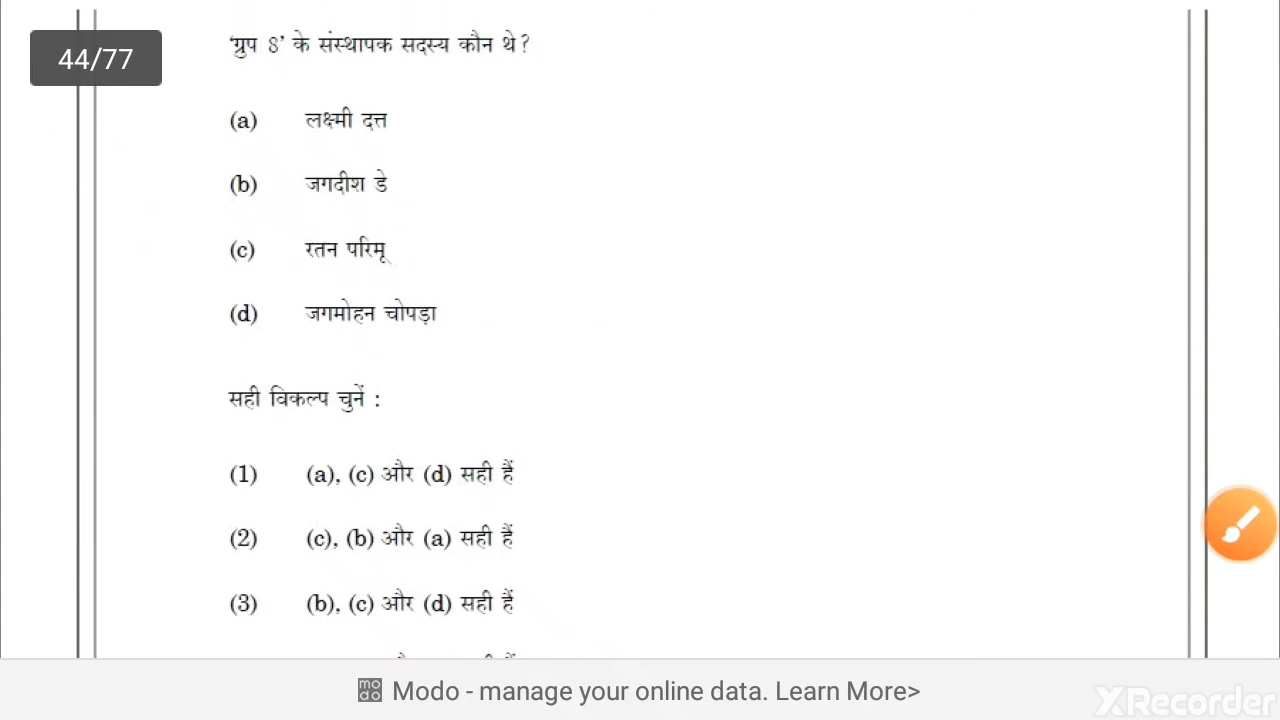 44/77
‘ग्रुप 8’ के संस्थापक सदस्य कौन थे ?
(a) लक्ष्मी दत्त
(b) जगदीश डे
(c) रतन परिमू
(d) जगमोहन चोपड़ा
सही विकल्प चुनें :
(1) (a), (c) और (d) सही हैं
(2) (c), (b) और (a) सही हैं
(3) (b), (c) और (d) सही हैं
modo Modo - manage your online data. Learn More>
XRecorder